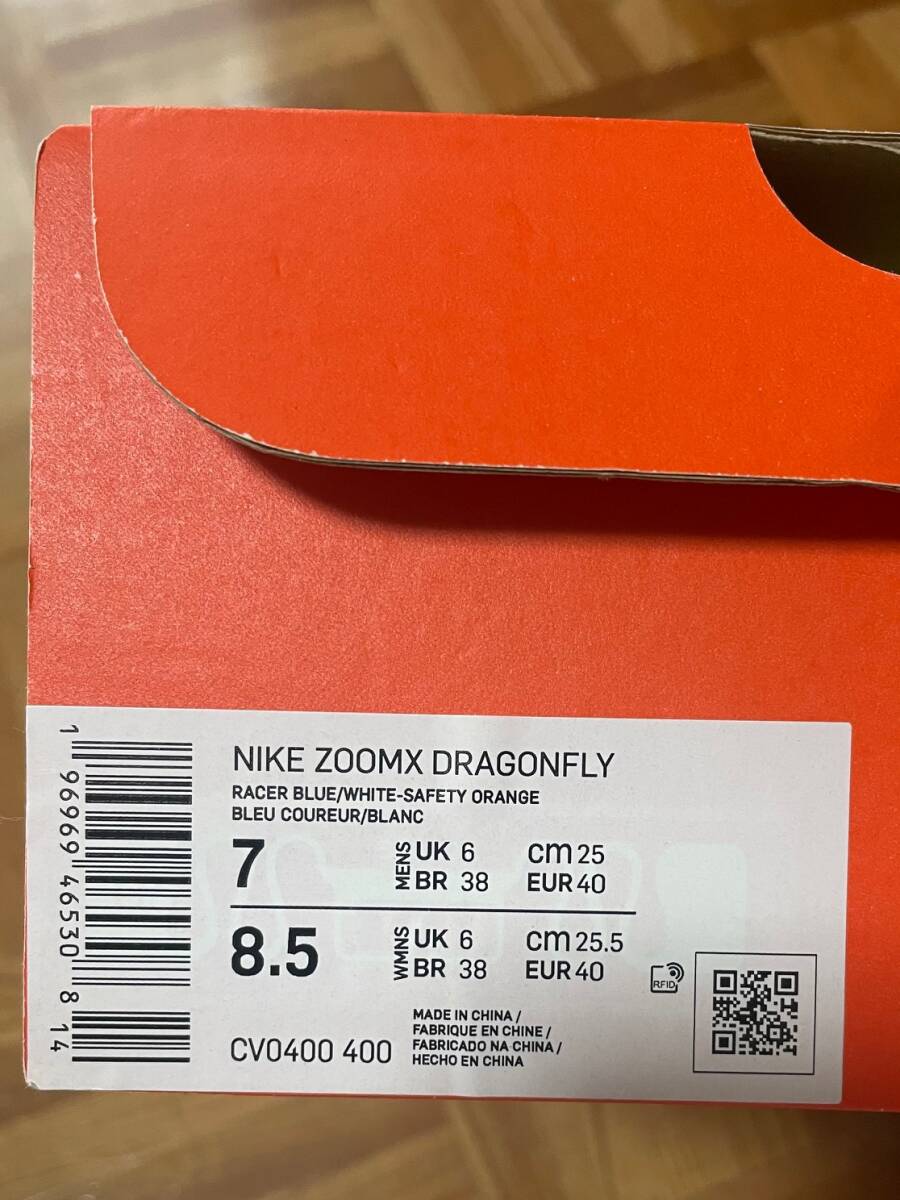 NIKE ZOOMX DRAGONFLY
RACER BLUE/WHITE-SAFETY ORANGE
BLEU COUREUR/BLANC
7 MENS UK 6 cm 25
BR 38 EUR 40
8.5 WMNS UK 6 cm 25.5
BR 38 EUR 40
RFID
CV0400 400
MADE IN CHINA /
FABRIQUE EN CHINE /
FABRICADO NA CHINA /
HECHO EN CHINA
1 96969 46530 8 14